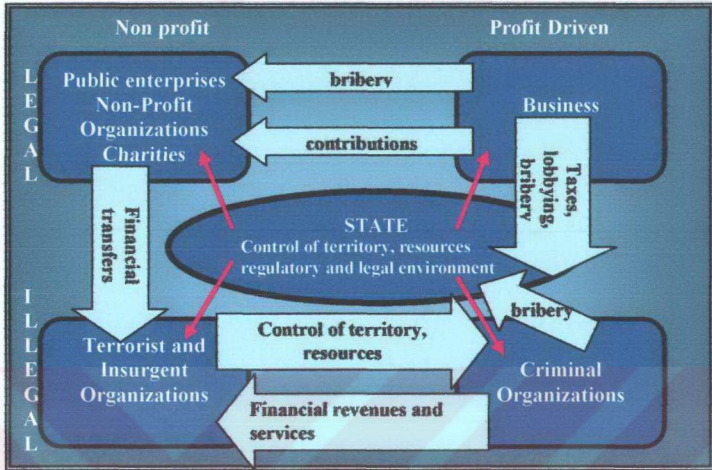 Non profit
Profit Driven
LEGAL
Public enterprises
Non-Profit
Organizations
Charities
bribery
contributions
Business
Taxes,
lobbying,
bribery
Financial
transfers
STATE
Control of territory, resources
regulatory and legal environment
ILLEGAL
bribery
Terrorist and
Insurgent
Organizations
Control of territory,
resources
Criminal
Organizations
Financial revenues and
services